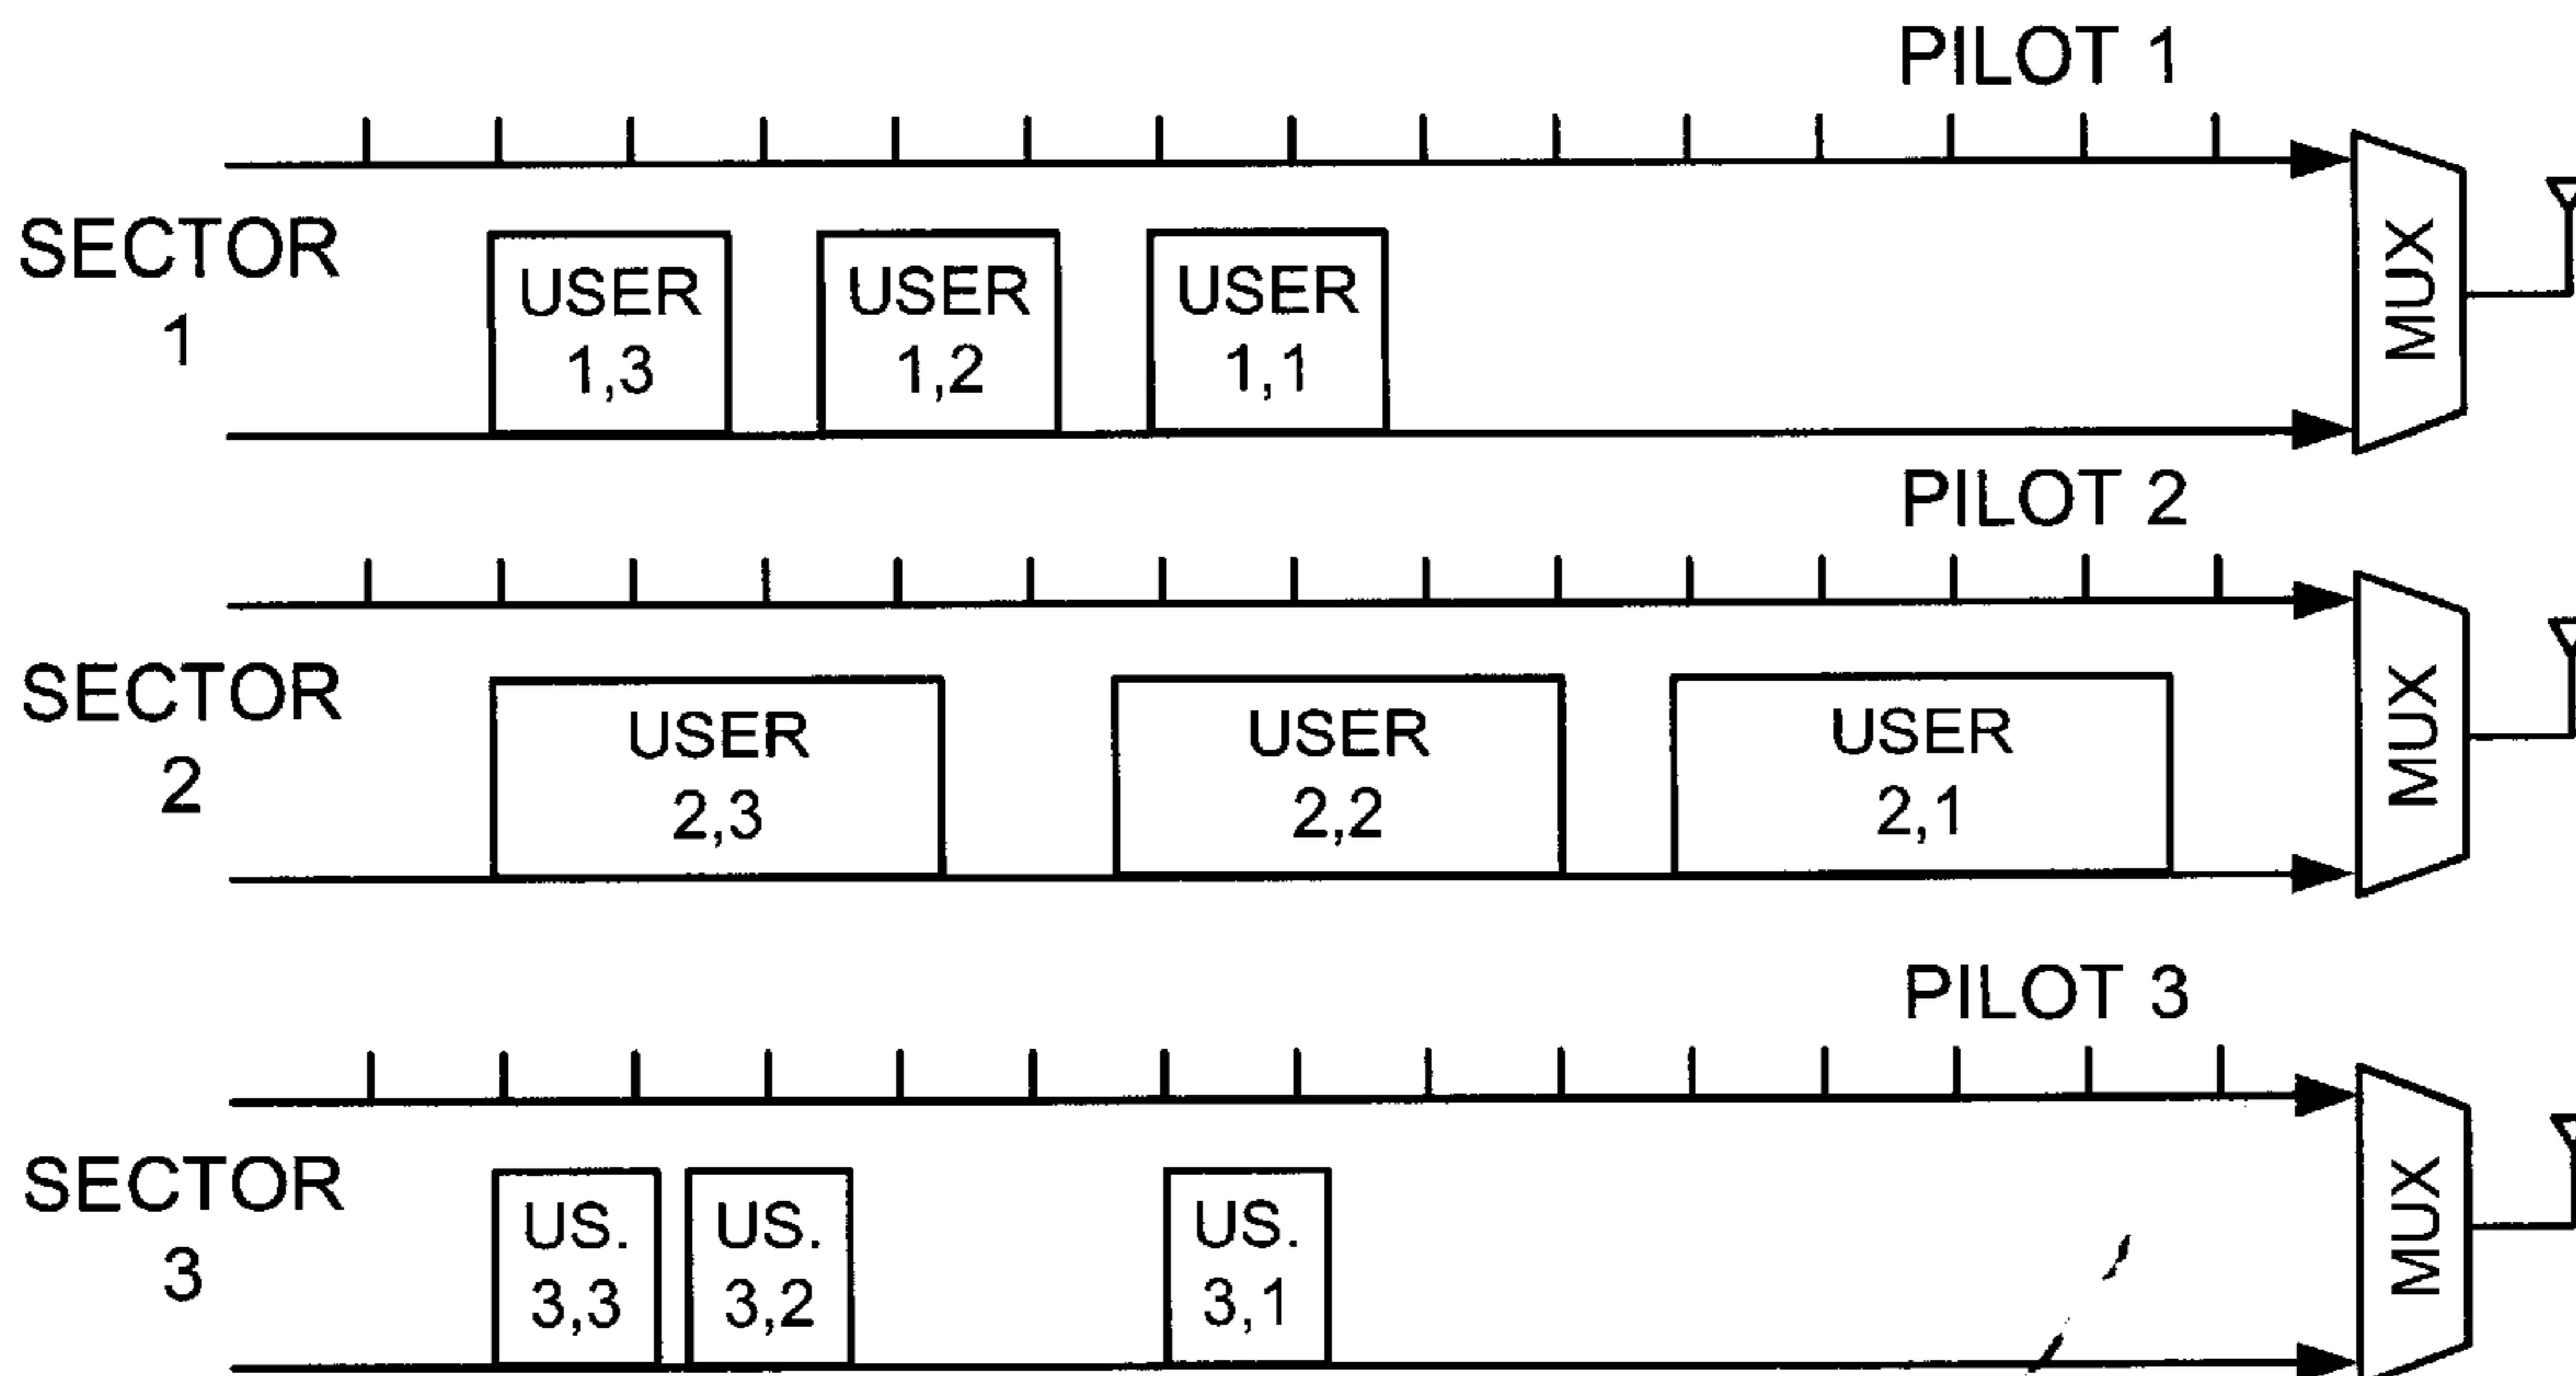 PILOT 1
SECTOR
1
USER
1,3
USER
1,2
USER
1,1
MUX
PILOT 2
SECTOR
2
USER
2,3
USER
2,2
USER
2,1
MUX
PILOT 3
SECTOR
3
US.
3,3
US.
3,2
US.
3,1
MUX